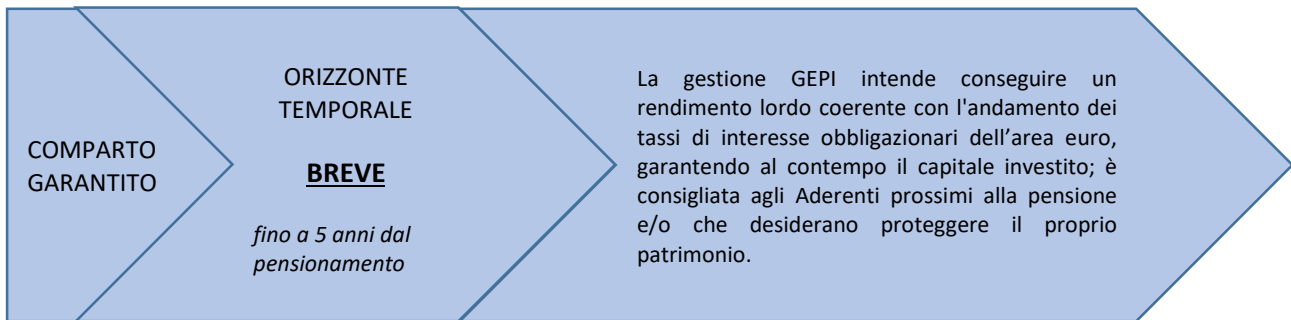 COMPARTO
GARANTITO
ORIZZONTE
TEMPORALE
BREVE
fino a 5 anni dal
pensionamento
La gestione GEPI intende conseguire un
rendimento lordo coerente con l'andamento dei
tassi di interesse obbligazionari dell’area euro,
garantendo al contempo il capitale investito; è
consigliata agli Aderenti prossimi alla pensione
e/o che desiderano proteggere il proprio
patrimonio.